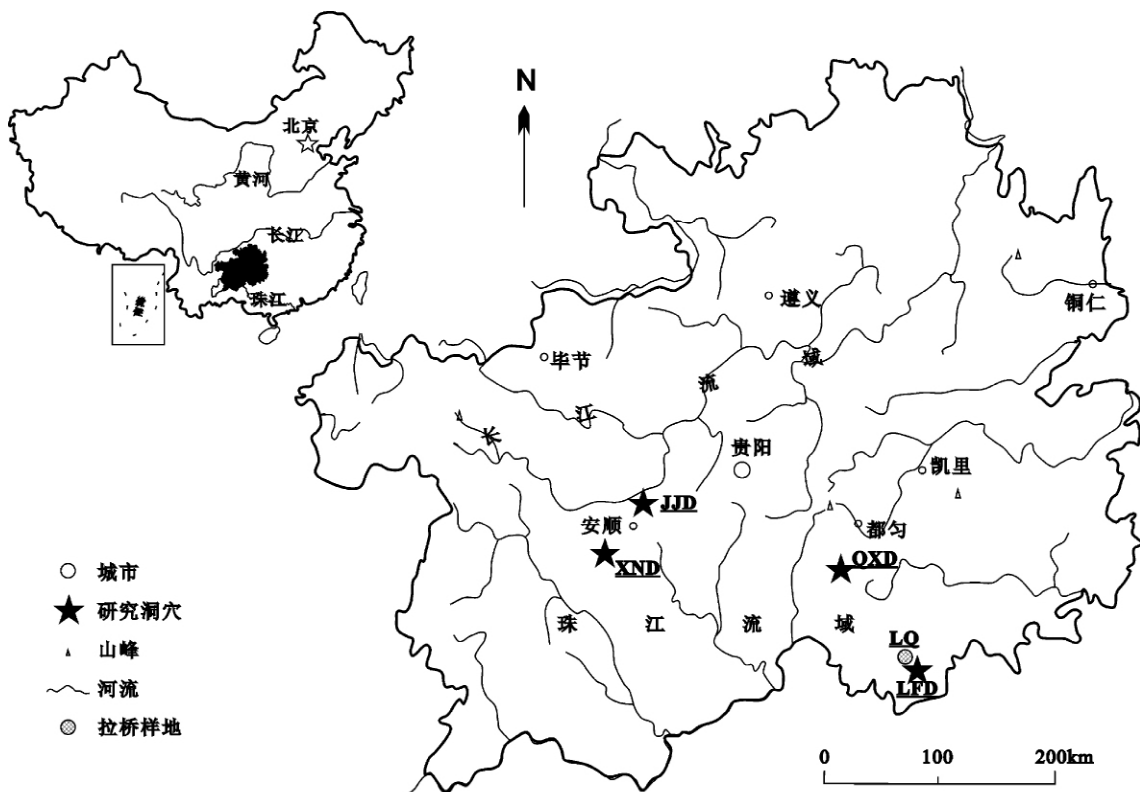 北京
黄河
长江
珠江
N
遵义
铜仁
毕节
域
流
江
长
贵阳
凯里
JJD
安顺
都匀
XND
QXD
珠 江 流 域
LQ
LFD
城市
研究洞穴
山峰
河流
拉桥样地
0 100 200km